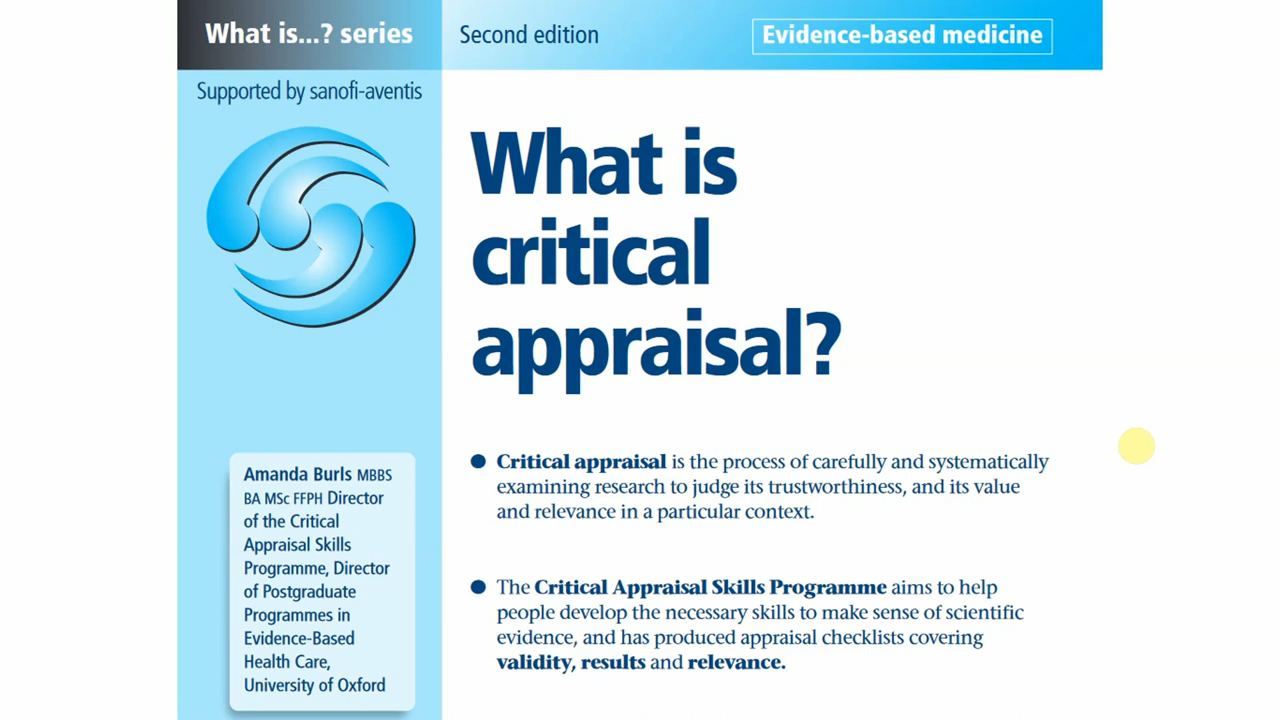 What is...? series
Second edition
Evidence-based medicine
Supported by sanofi-aventis
What is
critical
appraisal?
Amanda Burls MBBS
BA MSc FFPH Director
of the Critical
Appraisal Skills
Programme, Director
of Postgraduate
Programmes in
Evidence-Based
Health Care,
University of Oxford
● Critical appraisal is the process of carefully and systematically
examining research to judge its trustworthiness, and its value
and relevance in a particular context.
● The Critical Appraisal Skills Programme aims to help
people develop the necessary skills to make sense of scientific
evidence, and has produced appraisal checklists covering
validity, results and relevance.